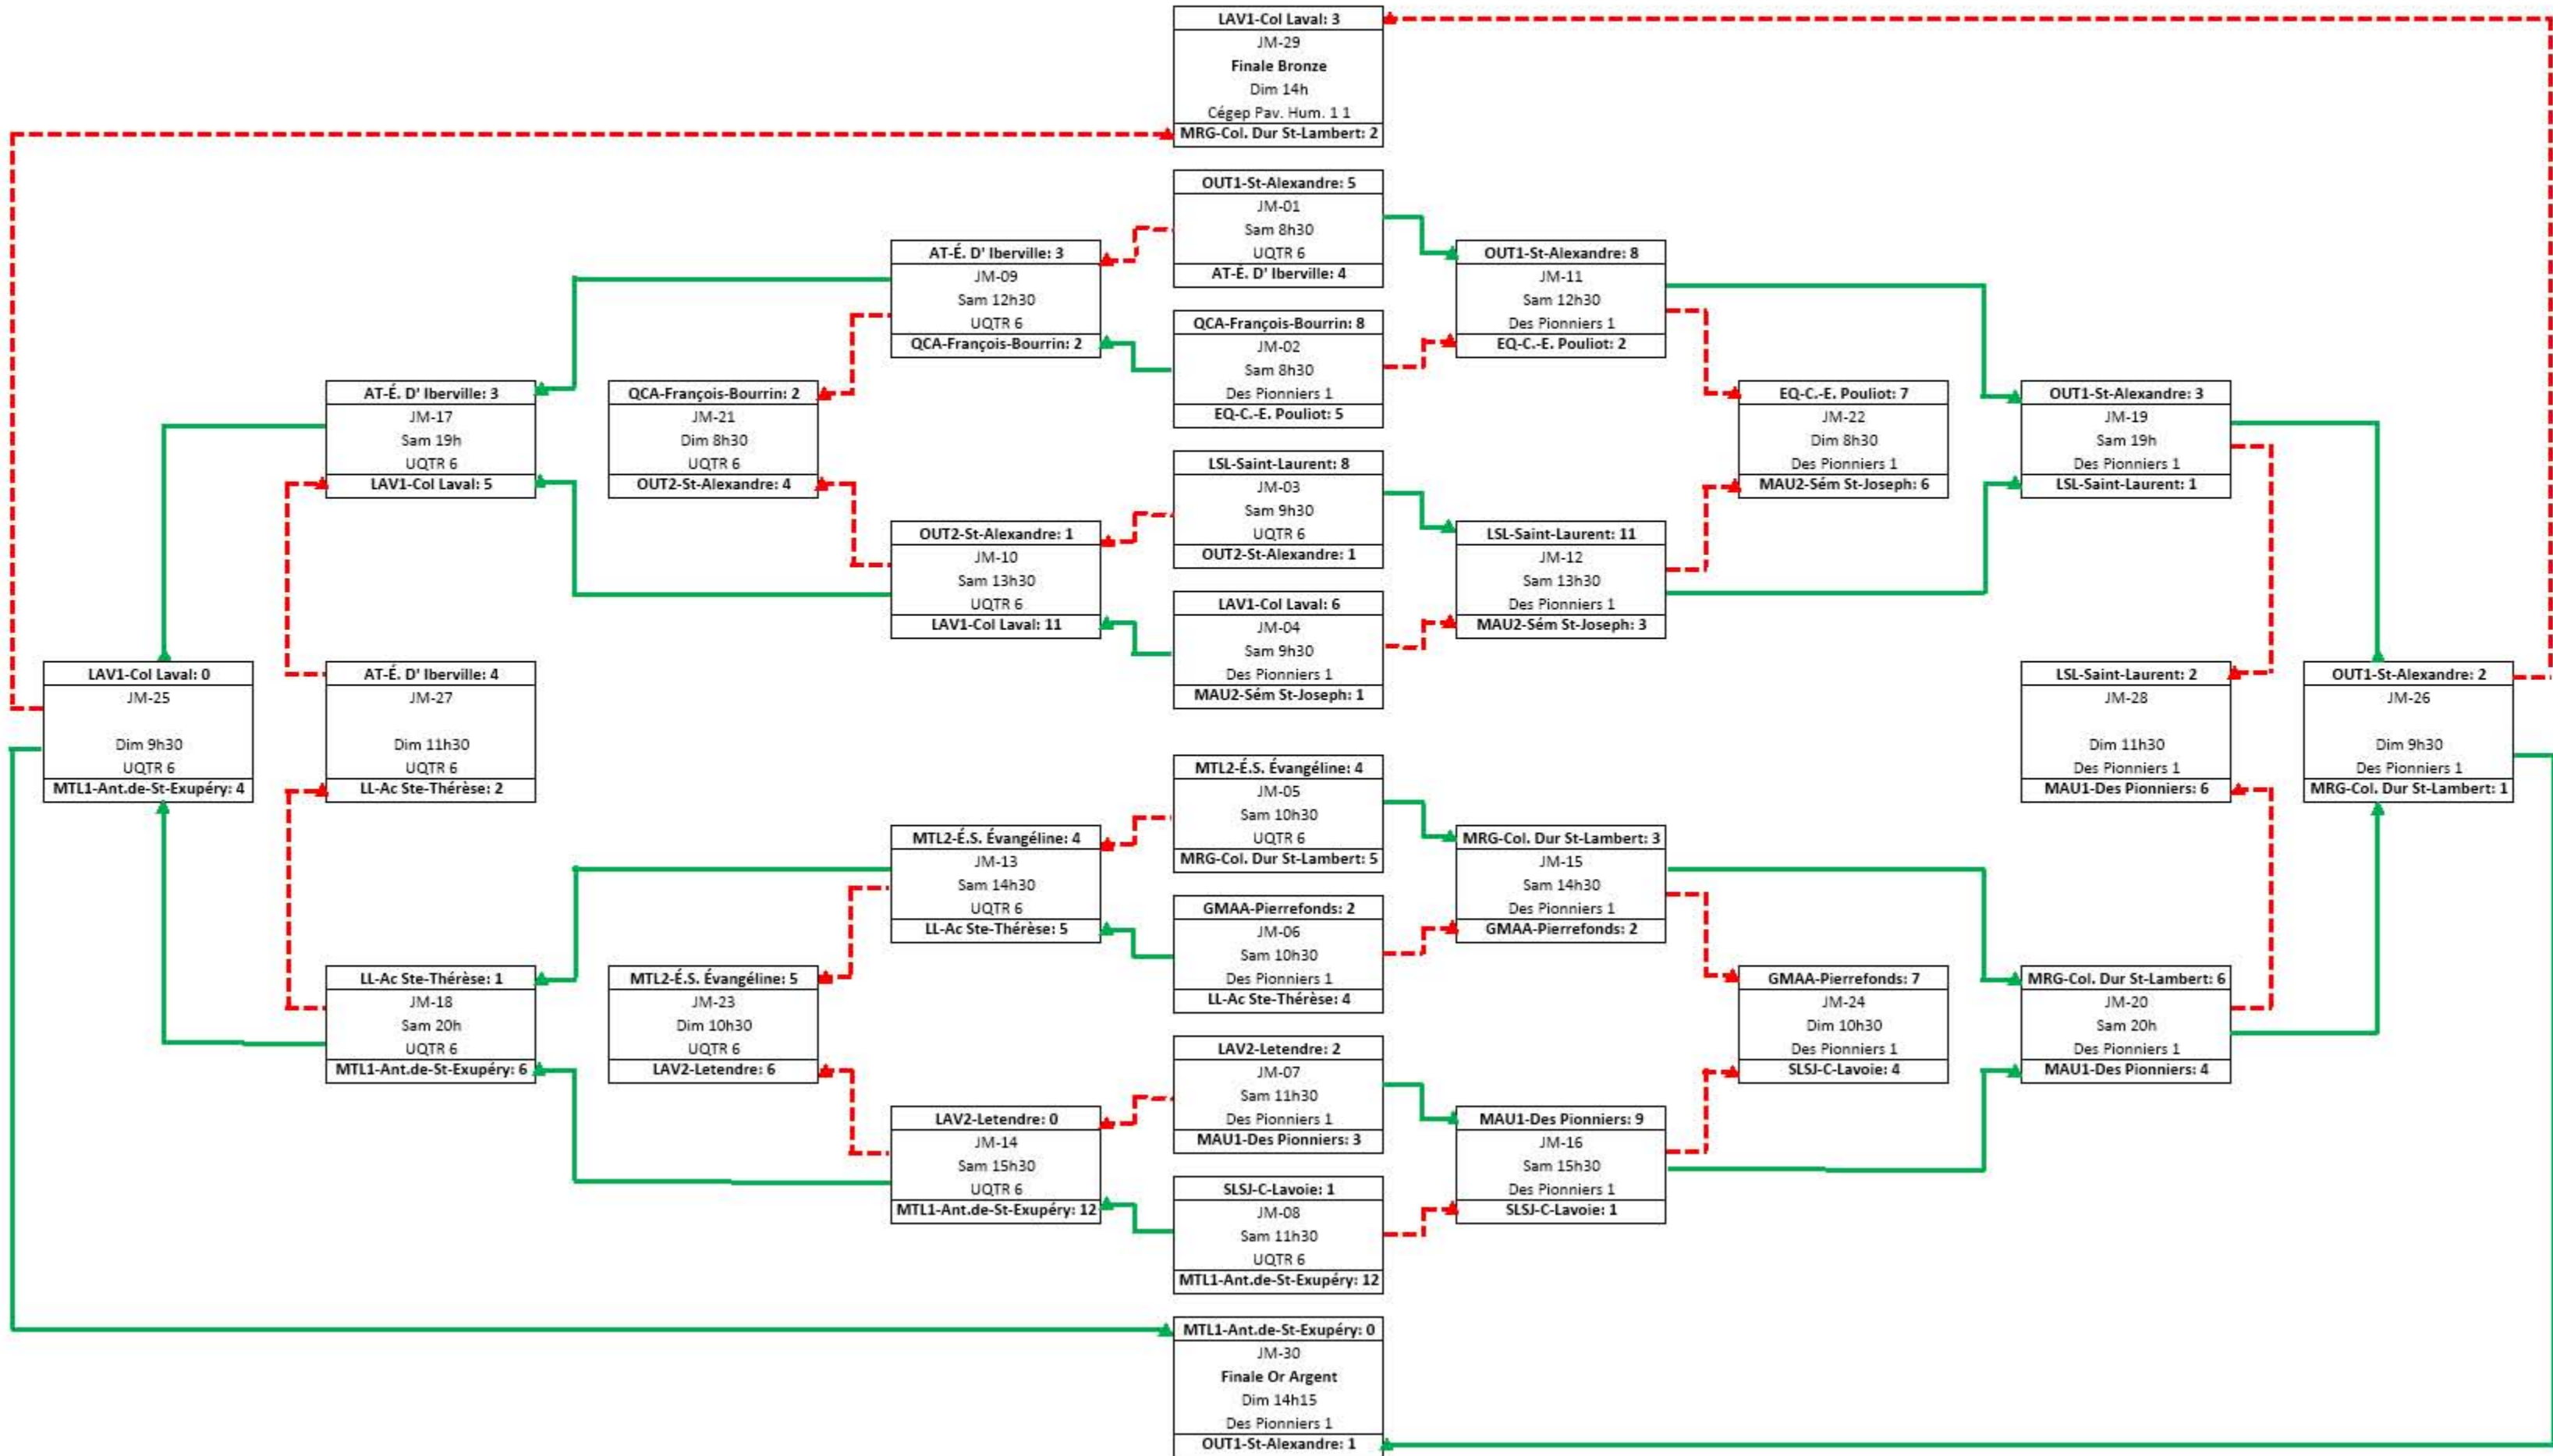 LAV1-Col Laval: 3
JM-29
Finale Bronze
Dim 14h
Cégep Pav. Hum. 1 1
MRG-Col. Dur St-Lambert: 2
OUT1-St-Alexandre: 5
JM-01
Sam 8h30
UQTR 6
AT-É. D' Iberville: 4
AT-É. D' Iberville: 3
JM-09
Sam 12h30
UQTR 6
QCA-François-Bourrin: 2
OUT1-St-Alexandre: 8
JM-11
Sam 12h30
Des Pionniers 1
EQ-C.-E. Pouliot: 2
QCA-François-Bourrin: 8
JM-02
Sam 8h30
Des Pionniers 1
EQ-C.-E. Pouliot: 5
AT-É. D' Iberville: 3
JM-17
Sam 19h
UQTR 6
LAV1-Col Laval: 5
QCA-François-Bourrin: 2
JM-21
Dim 8h30
UQTR 6
OUT2-St-Alexandre: 4
EQ-C.-E. Pouliot: 7
JM-22
Dim 8h30
Des Pionniers 1
MAU2-Sém St-Joseph: 6
OUT1-St-Alexandre: 3
JM-19
Sam 19h
Des Pionniers 1
LSL-Saint-Laurent: 1
LSL-Saint-Laurent: 8
JM-03
Sam 9h30
UQTR 6
OUT2-St-Alexandre: 1
OUT2-St-Alexandre: 1
JM-10
Sam 13h30
UQTR 6
LAV1-Col Laval: 11
LSL-Saint-Laurent: 11
JM-12
Sam 13h30
Des Pionniers 1
MAU2-Sém St-Joseph: 3
LAV1-Col Laval: 6
JM-04
Sam 9h30
Des Pionniers 1
MAU2-Sém St-Joseph: 1
LAV1-Col Laval: 0
JM-25
Dim 9h30
UQTR 6
MTL1-Ant.de-St-Exupéry: 4
AT-É. D' Iberville: 4
JM-27
Dim 11h30
UQTR 6
LL-Ac Ste-Thérèse: 2
LSL-Saint-Laurent: 2
JM-28
Dim 11h30
Des Pionniers 1
MAU1-Des Pionniers: 6
OUT1-St-Alexandre: 2
JM-26
Dim 9h30
Des Pionniers 1
MRG-Col. Dur St-Lambert: 1
MTL2-É.S. Évangéline: 4
JM-05
Sam 10h30
UQTR 6
MRG-Col. Dur St-Lambert: 5
MTL2-É.S. Évangéline: 4
JM-13
Sam 14h30
UQTR 6
LL-Ac Ste-Thérèse: 5
MRG-Col. Dur St-Lambert: 3
JM-15
Sam 14h30
Des Pionniers 1
GMAA-Pierrefonds: 2
GMAA-Pierrefonds: 2
JM-06
Sam 10h30
Des Pionniers 1
LL-Ac Ste-Thérèse: 4
LL-Ac Ste-Thérèse: 1
JM-18
Sam 20h
UQTR 6
MTL1-Ant.de-St-Exupéry: 6
MTL2-É.S. Évangéline: 5
JM-23
Dim 10h30
UQTR 6
LAV2-Letendre: 6
GMAA-Pierrefonds: 7
JM-24
Dim 10h30
Des Pionniers 1
SLSJ-C-Lavoie: 4
MRG-Col. Dur St-Lambert: 6
JM-20
Sam 20h
Des Pionniers 1
MAU1-Des Pionniers: 4
LAV2-Letendre: 2
JM-07
Sam 11h30
Des Pionniers 1
MAU1-Des Pionniers: 3
LAV2-Letendre: 0
JM-14
Sam 15h30
UQTR 6
MTL1-Ant.de-St-Exupéry: 12
MAU1-Des Pionniers: 9
JM-16
Sam 15h30
Des Pionniers 1
SLSJ-C-Lavoie: 1
SLSJ-C-Lavoie: 1
JM-08
Sam 11h30
UQTR 6
MTL1-Ant.de-St-Exupéry: 12
MTL1-Ant.de-St-Exupéry: 0
JM-30
Finale Or Argent
Dim 14h15
Des Pionniers 1
OUT1-St-Alexandre: 1